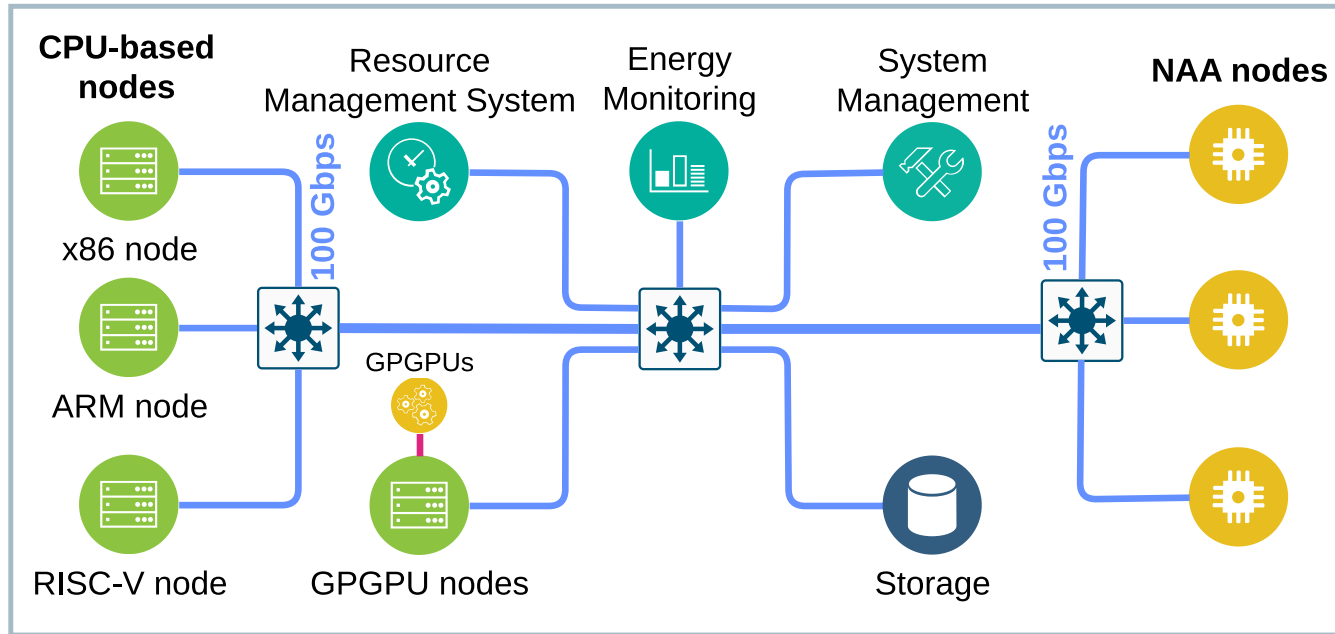 CPU-based
nodes
Resource
Management System
Energy
Monitoring
System
Management
NAA nodes
100 Gbps
100 Gbps
x86 node
ARM node
GPGPUs
RISC-V node
GPGPU nodes
Storage